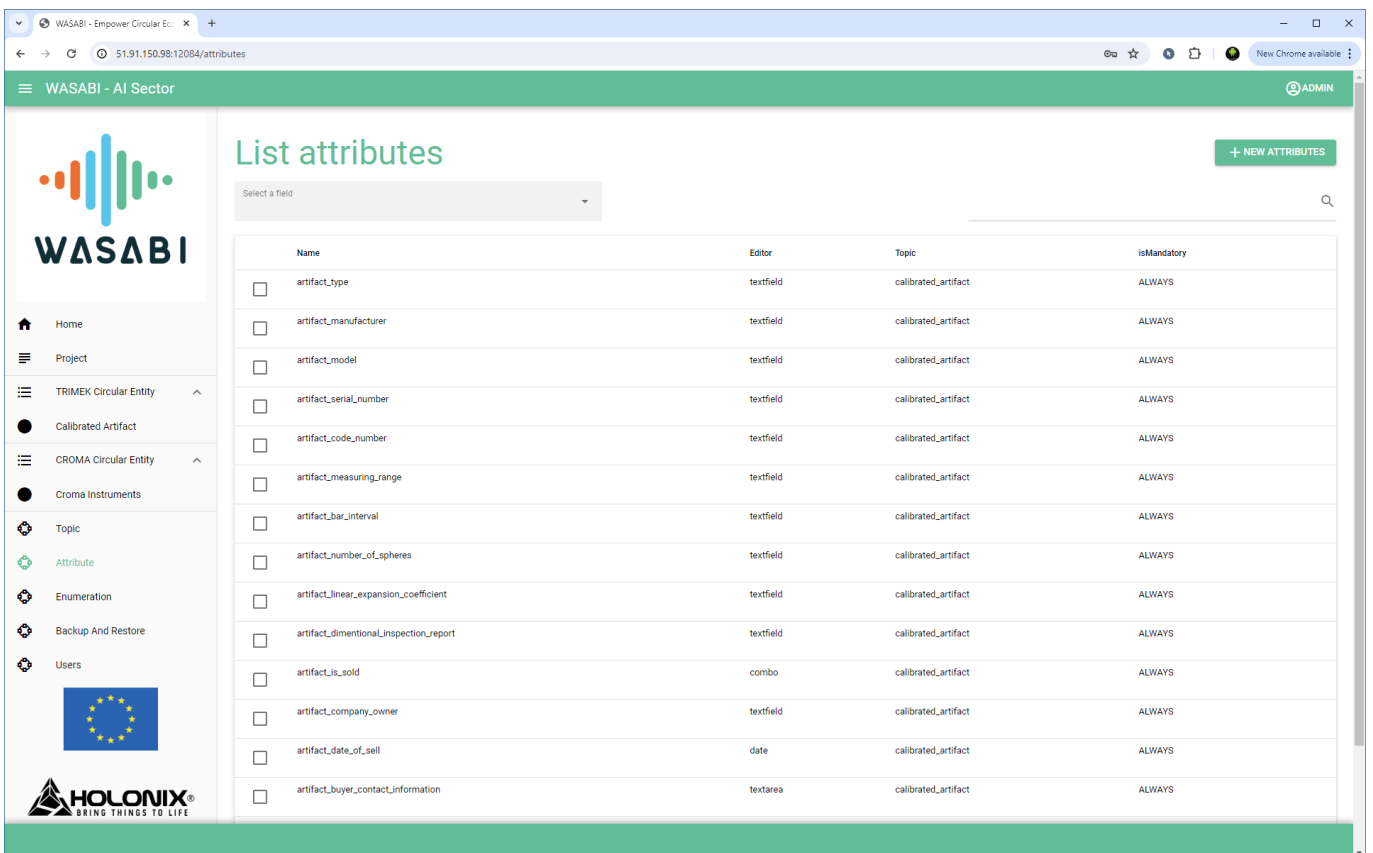 WASABI - Empower Circular Eco
51.91.150.98:12084/attributes
New Chrome available
WASABI - AI Sector
ADMIN
WASABI
Home
Project
TRIMEK Circular Entity
Calibrated Artifact
CROMA Circular Entity
Croma Instruments
Topic
Attribute
Enumeration
Backup And Restore
Users
HOLONIX®
BRING THINGS TO LIFE
List attributes
+ NEW ATTRIBUTES
Select a field
Name Editor Topic isMandatory
artifact_type textfield calibrated_artifact ALWAYS
artifact_manufacturer textfield calibrated_artifact ALWAYS
artifact_model textfield calibrated_artifact ALWAYS
artifact_serial_number textfield calibrated_artifact ALWAYS
artifact_code_number textfield calibrated_artifact ALWAYS
artifact_measuring_range textfield calibrated_artifact ALWAYS
artifact_bar_interval textfield calibrated_artifact ALWAYS
artifact_number_of_spheres textfield calibrated_artifact ALWAYS
artifact_linear_expansion_coefficient textfield calibrated_artifact ALWAYS
artifact_dimentional_inspection_report textfield calibrated_artifact ALWAYS
artifact_is_sold combo calibrated_artifact ALWAYS
artifact_company_owner textfield calibrated_artifact ALWAYS
artifact_date_of_sell date calibrated_artifact ALWAYS
artifact_buyer_contact_information textarea calibrated_artifact ALWAYS